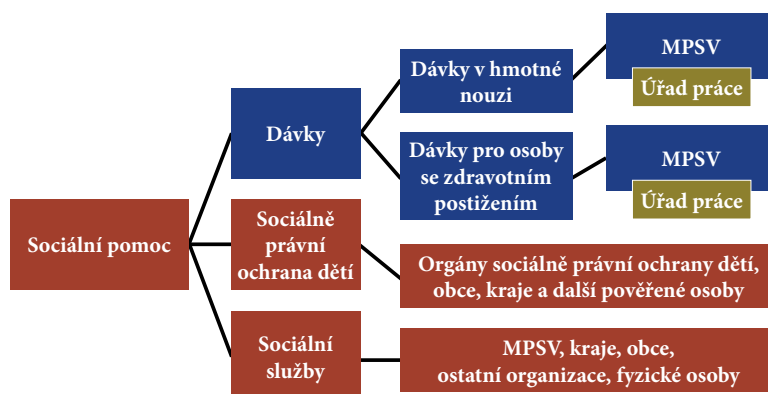 Sociální pomoc
Dávky
Dávky v hmotné
nouzi
MPSV
Úřad práce
Dávky pro osoby
se zdravotním
postižením
MPSV
Úřad práce
Sociálně
právní
ochrana dětí
Orgány sociálně právní ochrany dětí,
obce, kraje a další pověřené osoby
Sociální
služby
MPSV, kraje, obce,
ostatní organizace, fyzické osoby